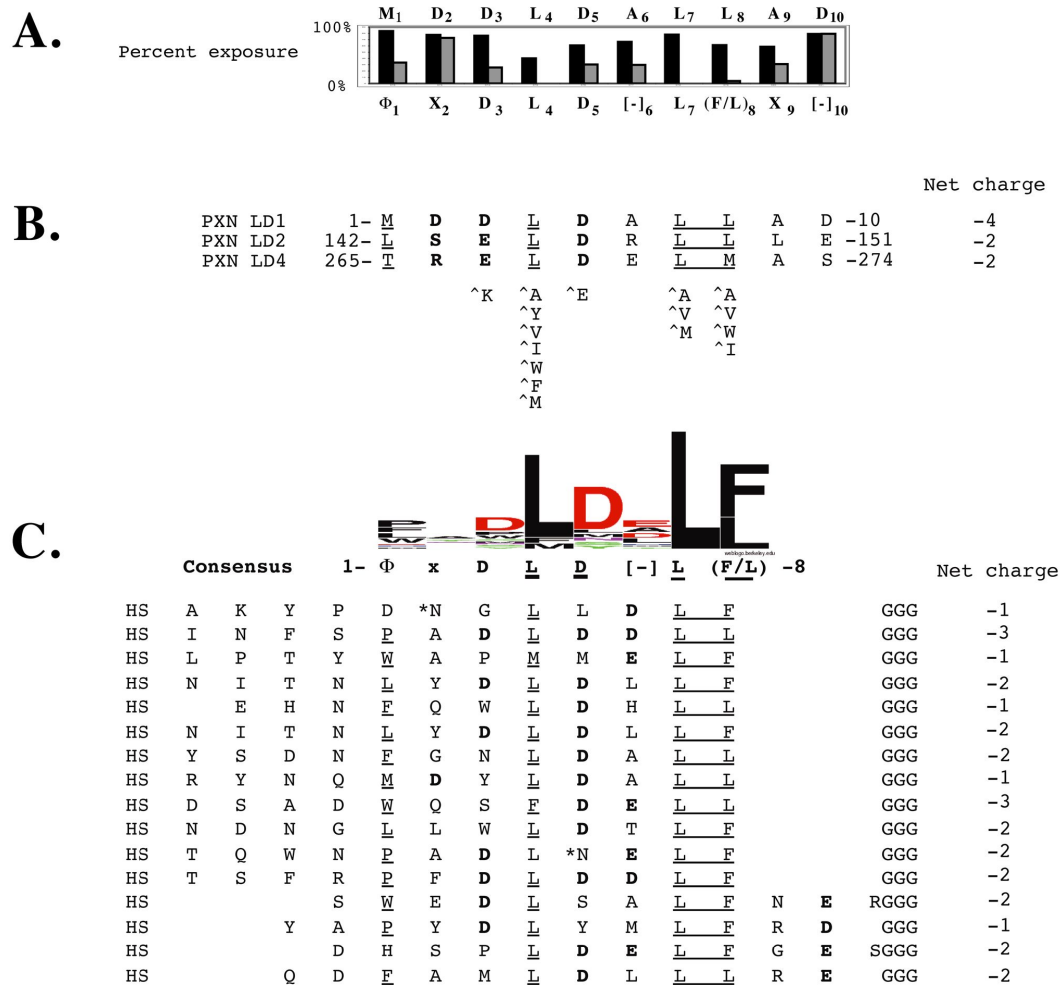 A.
M1 D2 D3 L4 D5 A6 L7 L8 A9 D10
100%
Percent exposure
0%
Φ1 X2 D3 L4 D5 [-]6 L7 (F/L)8 X9 [-]10
Net charge
B.
PXN LD1 1- M D D L D A L L A D -10 -4
PXN LD2 142- L S E L D R L L L E -151 -2
PXN LD4 265- T R E L D E L M A S -274 -2
^K ^A ^E ^A ^A
^Y ^V ^V
^V ^M ^W
^I ^I
^W
^F
^M
weblogo.berkeley.edu
C.
Consensus 1- Φ x D L D [-] L (F/L) -8 Net charge
HS A K Y P D *N G L L D L F GGG -1
HS I N F S P A D L D D L L GGG -3
HS L P T Y W A P M M E L F GGG -1
HS N I T N L Y D L D L L F GGG -2
HS E H N F Q W L D H L L GGG -1
HS N I T N L Y D L D L L F GGG -2
HS Y S D N F G N L D A L L GGG -2
HS R Y N Q M D Y L D A L L GGG -1
HS D S A D W Q S F D E L L GGG -3
HS N D N G L L W L D T L F GGG -2
HS T Q W N P A D L *N E L F GGG -2
HS T S F R P F D L D D L F GGG -2
HS S W E D L S A L F N E RGGG -2
HS Y A P Y D L Y M L F R D GGG -1
HS D H S P L D E L F G E SGGG -2
HS Q D F A M L D L L L R E GGG -2